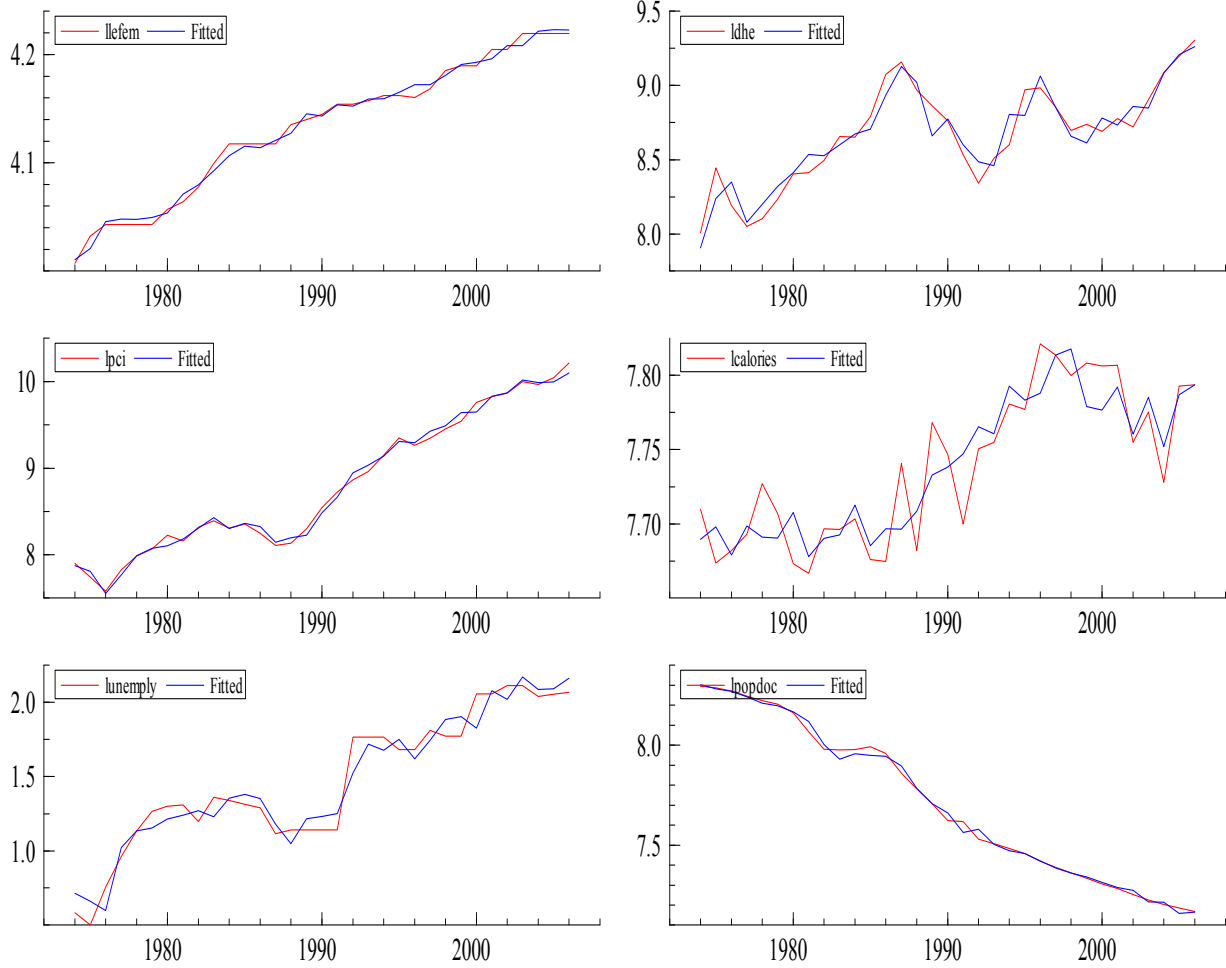 llefem Fitted
4.2
4.1
1980 1990 2000
ldhe Fitted
9.5
9.0
8.5
8.0
1980 1990 2000
lpci Fitted
10
9
8
1980 1990 2000
lcalories Fitted
7.80
7.75
7.70
1980 1990 2000
lunemply Fitted
2.0
1.5
1.0
1980 1990 2000
lpopdoc Fitted
8.0
7.5
1980 1990 2000